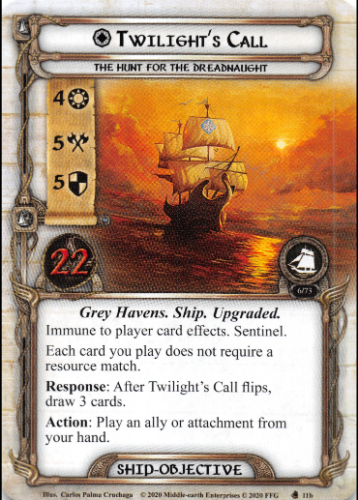 TWILIGHT'S CALL
THE HUNT FOR THE DREADNAUGHT
4
5
5
22
6/73
Grey Havens. Ship. Upgraded.
Immune to player card effects. Sentinel.
Each card you play does not require a
resource match.
Response: After Twilight's Call flips,
draw 3 cards.
Action: Play an ally or attachment from
your hand.
SHIP-OBJECTIVE
Illus. Carlos Palma Cruchaga © 2020 Middle-earth Enterprises © 2020 FFG 11b